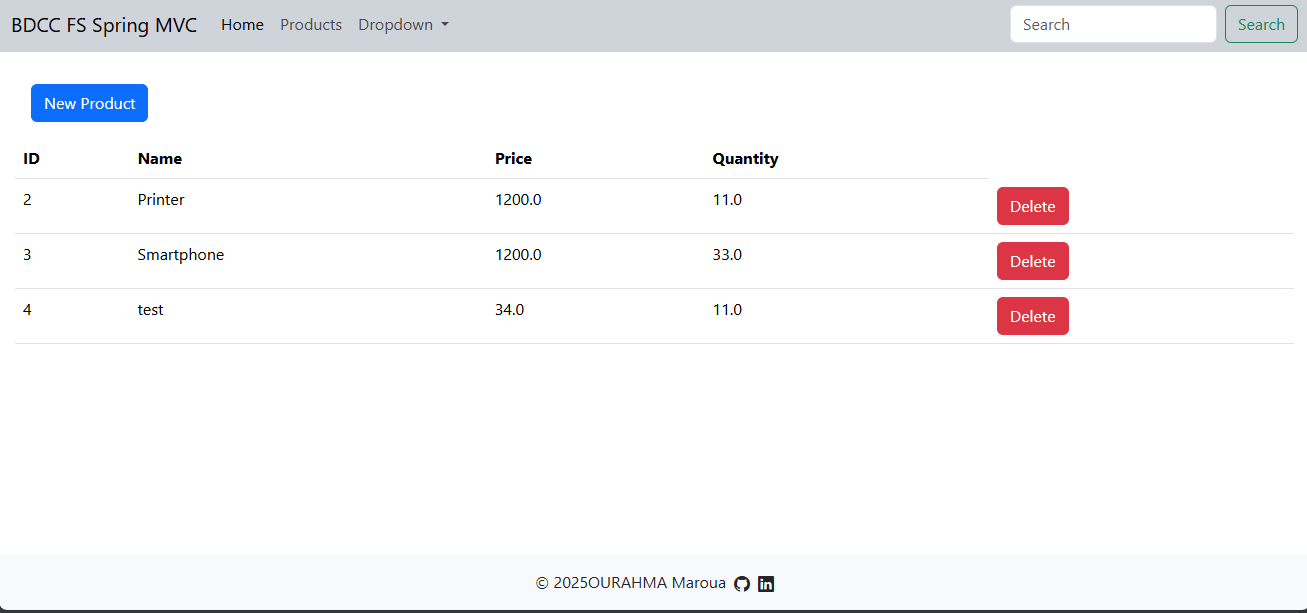 BDCC FS Spring MVC Home Products Dropdown Search Search
New Product
ID Name Price Quantity
2 Printer 1200.0 11.0 Delete
3 Smartphone 1200.0 33.0 Delete
4 test 34.0 11.0 Delete
© 2025OURAHMA Maroua